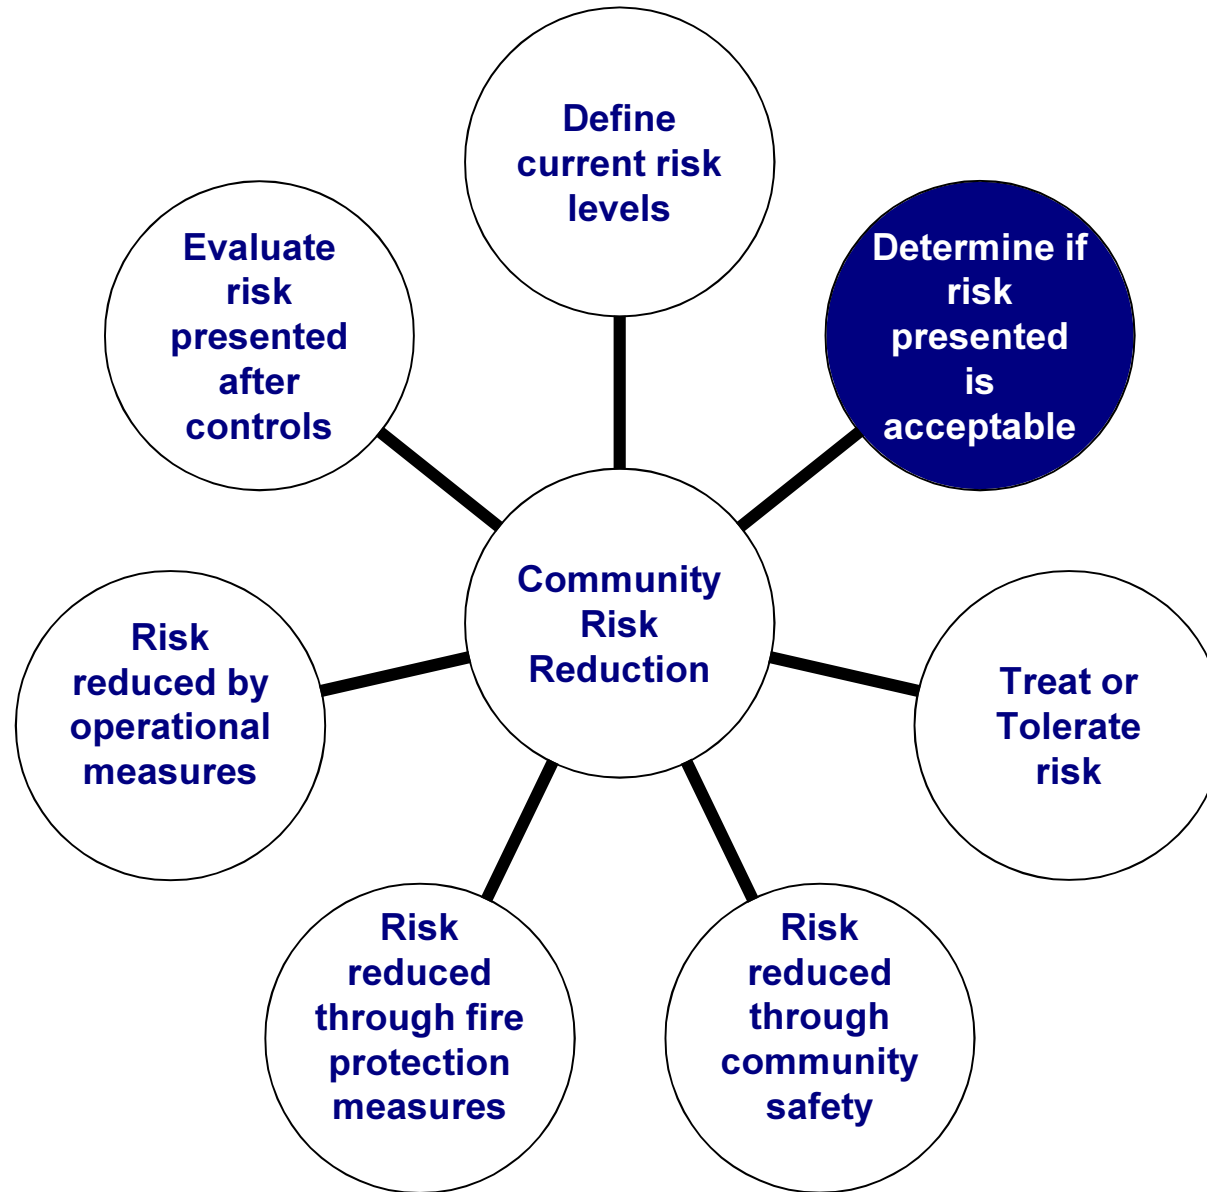 Define
current risk
levels
Determine if
risk
presented
is
acceptable
Treat or
Tolerate
risk
Risk
reduced
through
community
safety
Risk
reduced
through fire
protection
measures
Risk
reduced by
operational
measures
Evaluate
risk
presented
after
controls
Community
Risk
Reduction